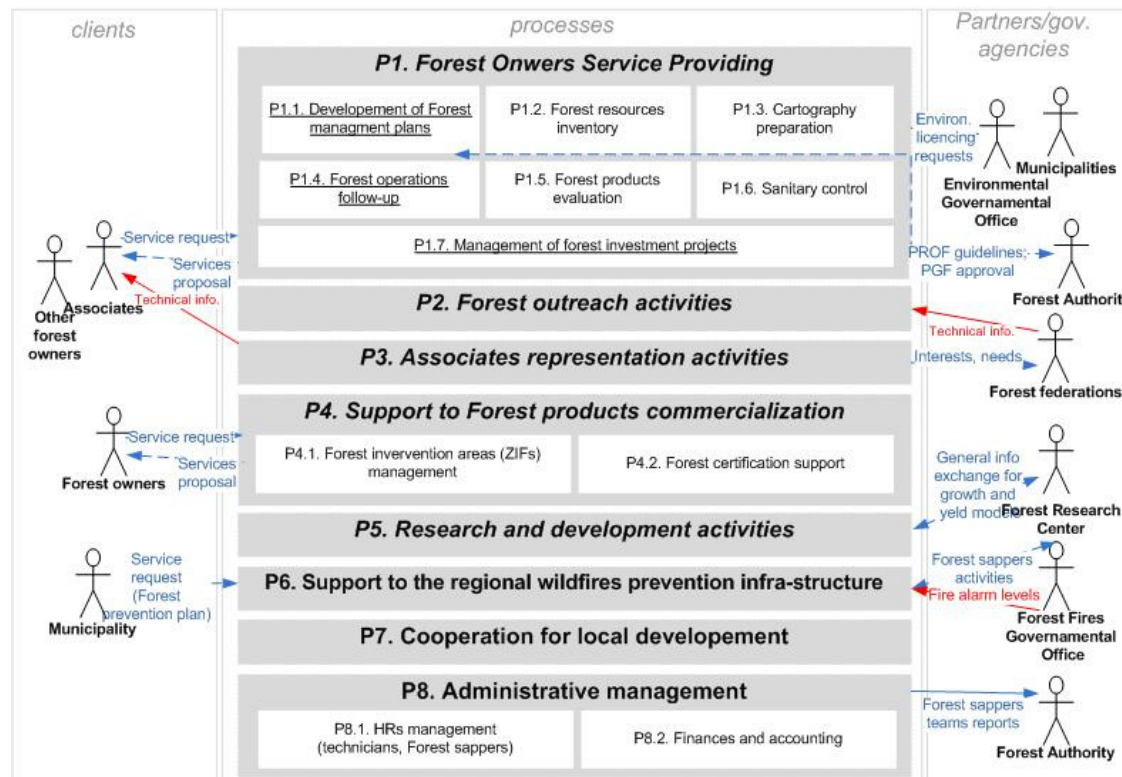 clients
processes
Partners/gov.
agencies
P1. Forest Onwers Service Providing
P1.1. Developement of Forest
managment plans
P1.2. Forest resources
inventory
P1.3. Cartography
preparation
P1.4. Forest operations
follow-up
P1.5. Forest products
evaluation
P1.6. Sanitary control
P1.7. Management of forest investment projects
Environ.
licencing
requests
Municipalities
Environmental
Governamental
Office
Service request
Services
proposal
Technical info.
Associates
Other
forest
owners
PROF guidelines;
PGF approval
Forest Authorit
P2. Forest outreach activities
Technical info.
P3. Associates representation activities
Interests, needs
Forest federations
P4. Support to Forest products commercialization
P4.1. Forest invervention areas (ZIFs)
management
P4.2. Forest certification support
Service request
Services
proposal
Forest owners
General info
exchange for
growth and
yeld models
Forest Research
Center
P5. Research and development activities
P6. Support to the regional wildfires prevention infra-structure
Service
request
(Forest
prevention plan)
Municipality
Forest sappers
activities
Fire alarm levels
Forest Fires
Governamental
Office
P7. Cooperation for local developement
P8. Administrative management
P8.1. HRs management
(technicians, Forest sappers)
P8.2. Finances and accounting
Forest sappers
teams reports
Forest Authority